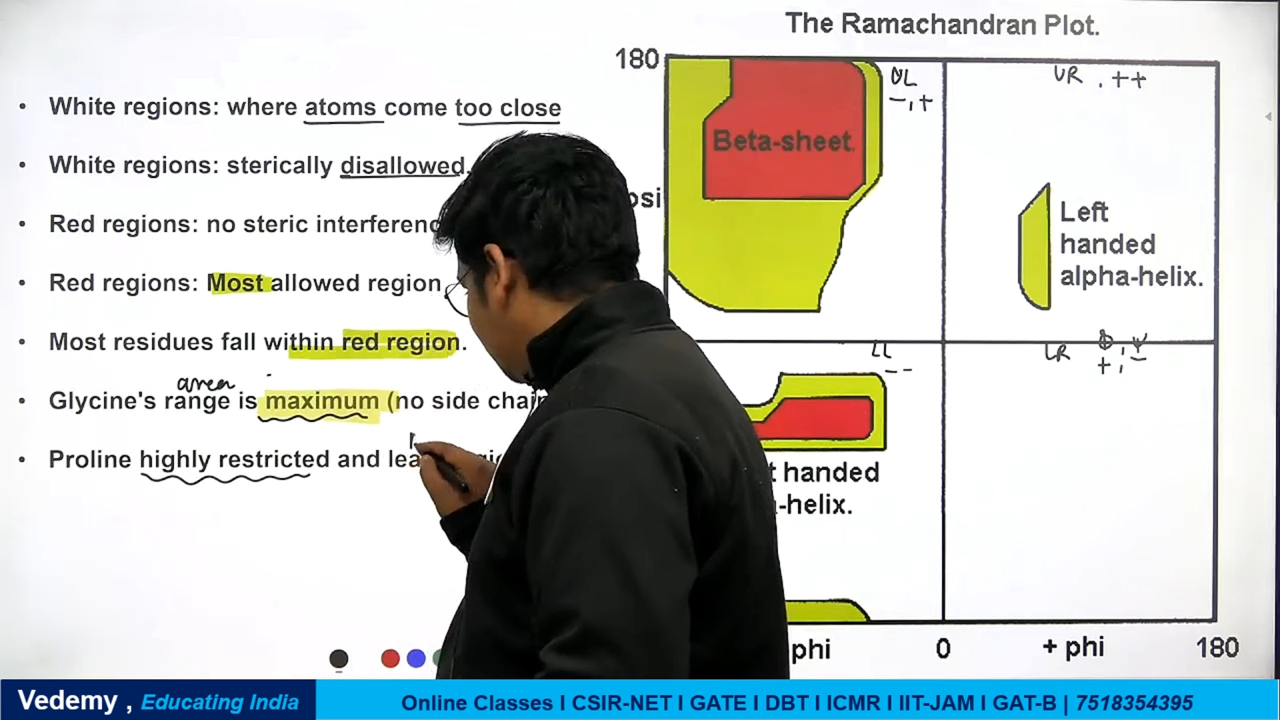 The Ramachandran Plot.
• White regions: where atoms come too close
• White regions: sterically disallowed.
• Red regions: no steric
• Red regions: Most allowed region
• Most residues fall within red region.
area
• Glycine's range is maximum (no side
• Proline highly restricted and
180
Beta-sheet.
UL
-,+
UR . ++
Left
handed
alpha-helix.
LL
--
LR
+,-
handed
-helix.
phi
0
+ phi
180
Vedemy , Educating India
Online Classes I CSIR-NET I GATE I DBT I ICMR I IIT-JAM I GAT-B | 7518354395